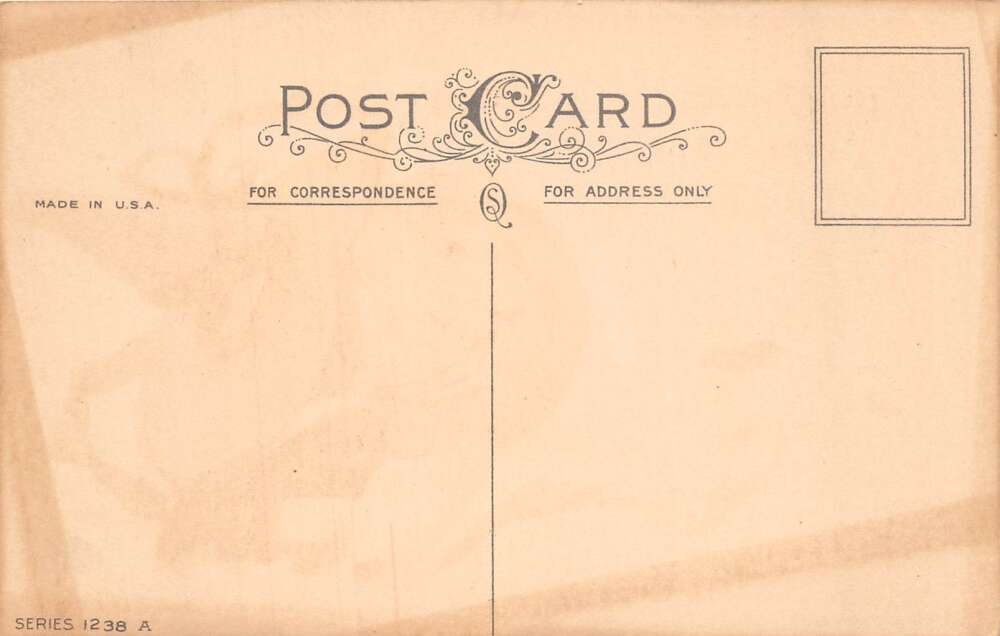 POST CARD
FOR CORRESPONDENCE
FOR ADDRESS ONLY
MADE IN U.S.A.
SERIES 1238 A